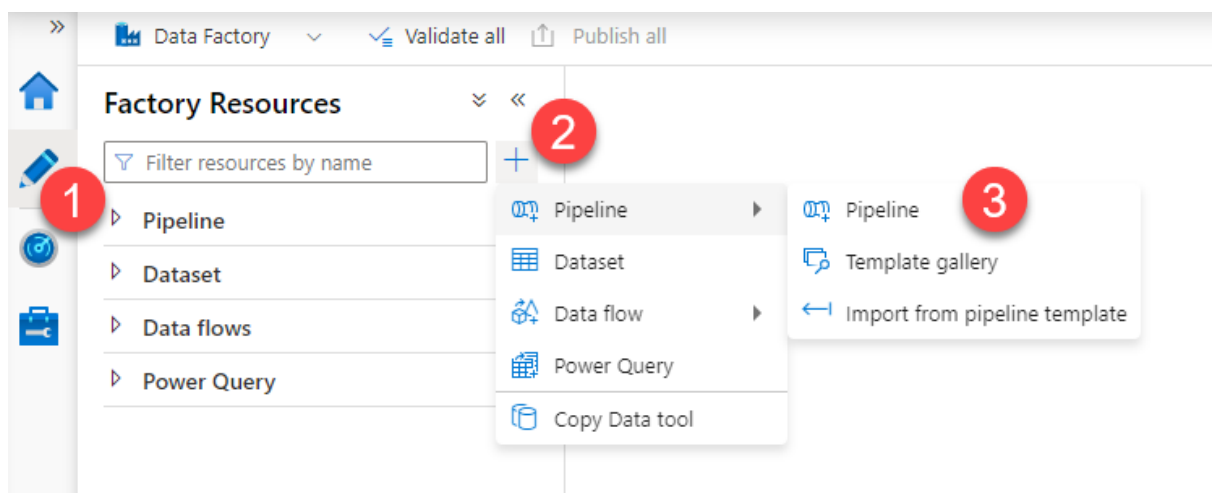 Data Factory
Validate all
Publish all
Factory Resources
2
Filter resources by name
1
Pipeline
Dataset
Data flows
Power Query
Pipeline
Dataset
Data flow
Power Query
Copy Data tool
3
Pipeline
Template gallery
Import from pipeline template